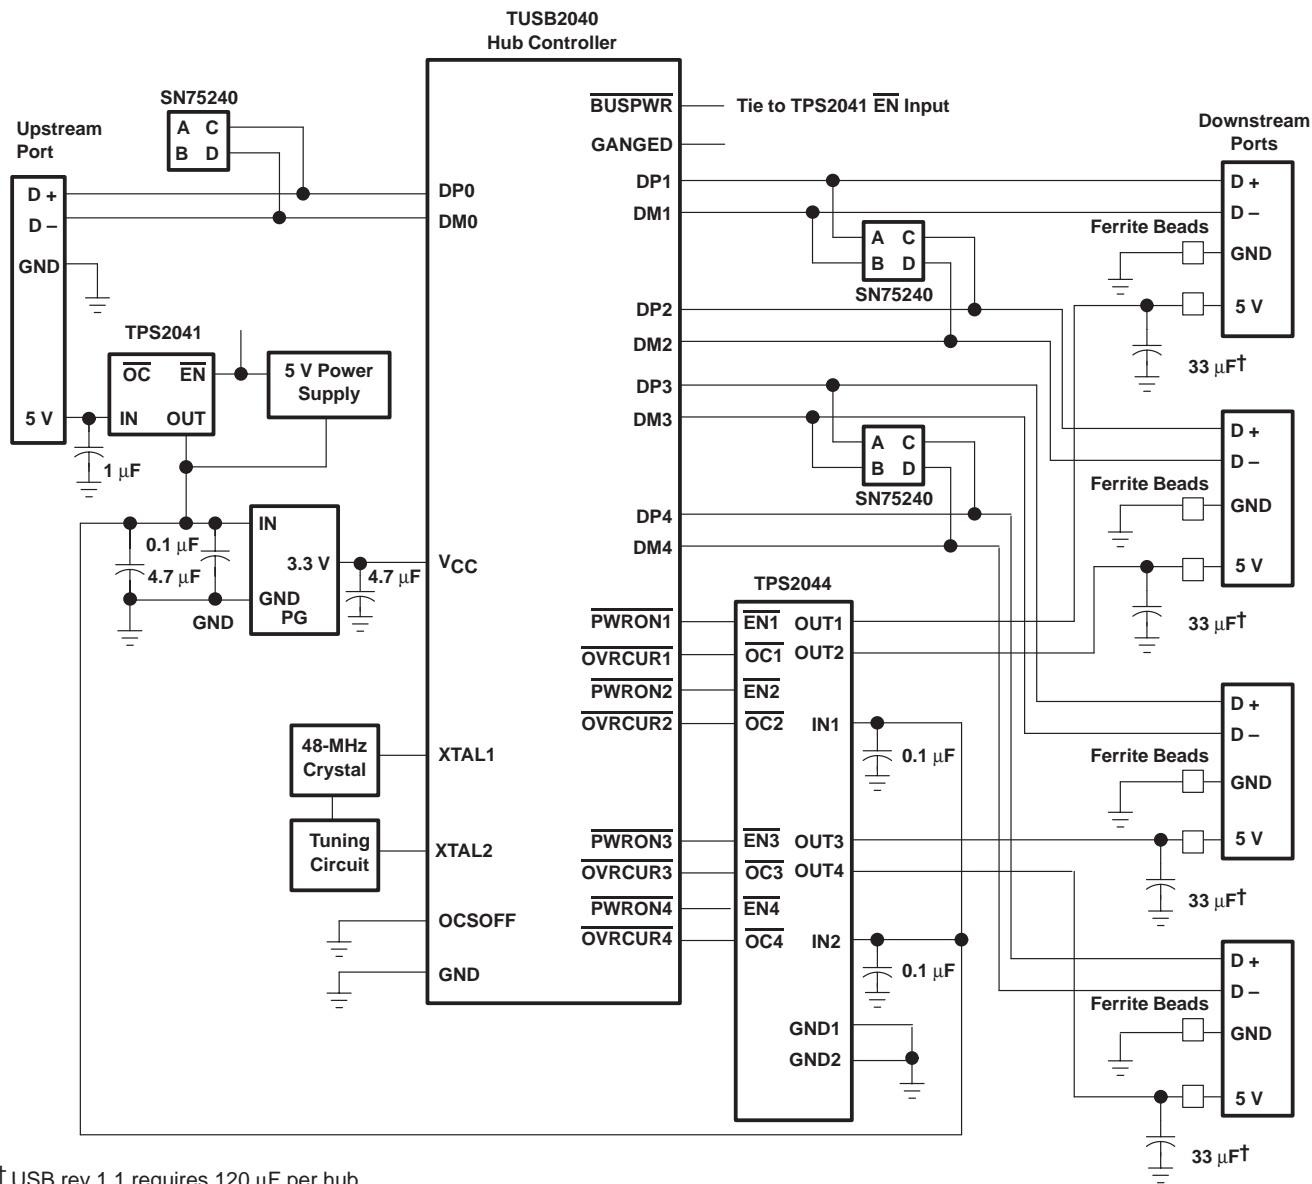 TUSB2040
Hub Controller
SN75240
A C
B D
Upstream
Port
D +
D –
GND
5 V
TPS2041
OC EN
IN OUT
5 V Power
Supply
1 µF
0.1 µF
4.7 µF
IN
3.3 V
GND
PG
GND
4.7 µF
48-MHz
Crystal
Tuning
Circuit
DP0
DM0
VCC
XTAL1
XTAL2
OCSOFF
GND
BUSPWR
Tie to TPS2041 EN Input
GANGED
DP1
DM1
DP2
DM2
DP3
DM3
DP4
DM4
PWRON1
OVRCUR1
PWRON2
OVRCUR2
PWRON3
OVRCUR3
PWRON4
OVRCUR4
A C
B D
SN75240
A C
B D
SN75240
TPS2044
EN1 OUT1
OC1 OUT2
EN2
OC2 IN1
EN3 OUT3
OC3 OUT4
EN4
OC4 IN2
GND1
GND2
0.1 µF
0.1 µF
Downstream
Ports
D +
D –
Ferrite Beads
GND
5 V
33 µF†
D +
D –
Ferrite Beads
GND
5 V
33 µF†
D +
D –
Ferrite Beads
GND
5 V
33 µF†
D +
D –
Ferrite Beads
GND
5 V
33 µF†
† USB rev 1.1 requires 120 µF per hub